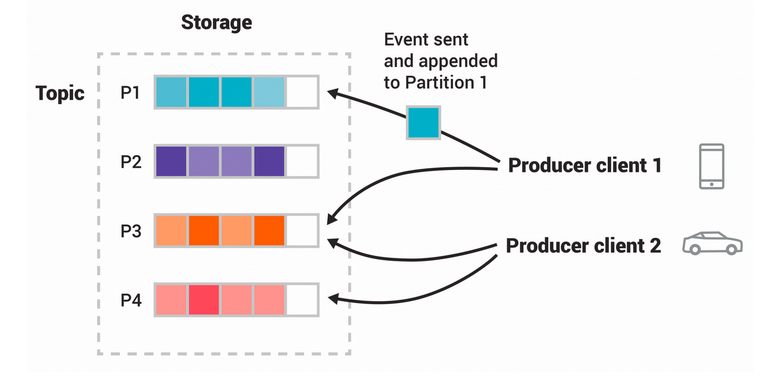 Storage
Event sent
and appended
to Partition 1
Topic
P1
P2
Producer client 1
P3
Producer client 2
P4